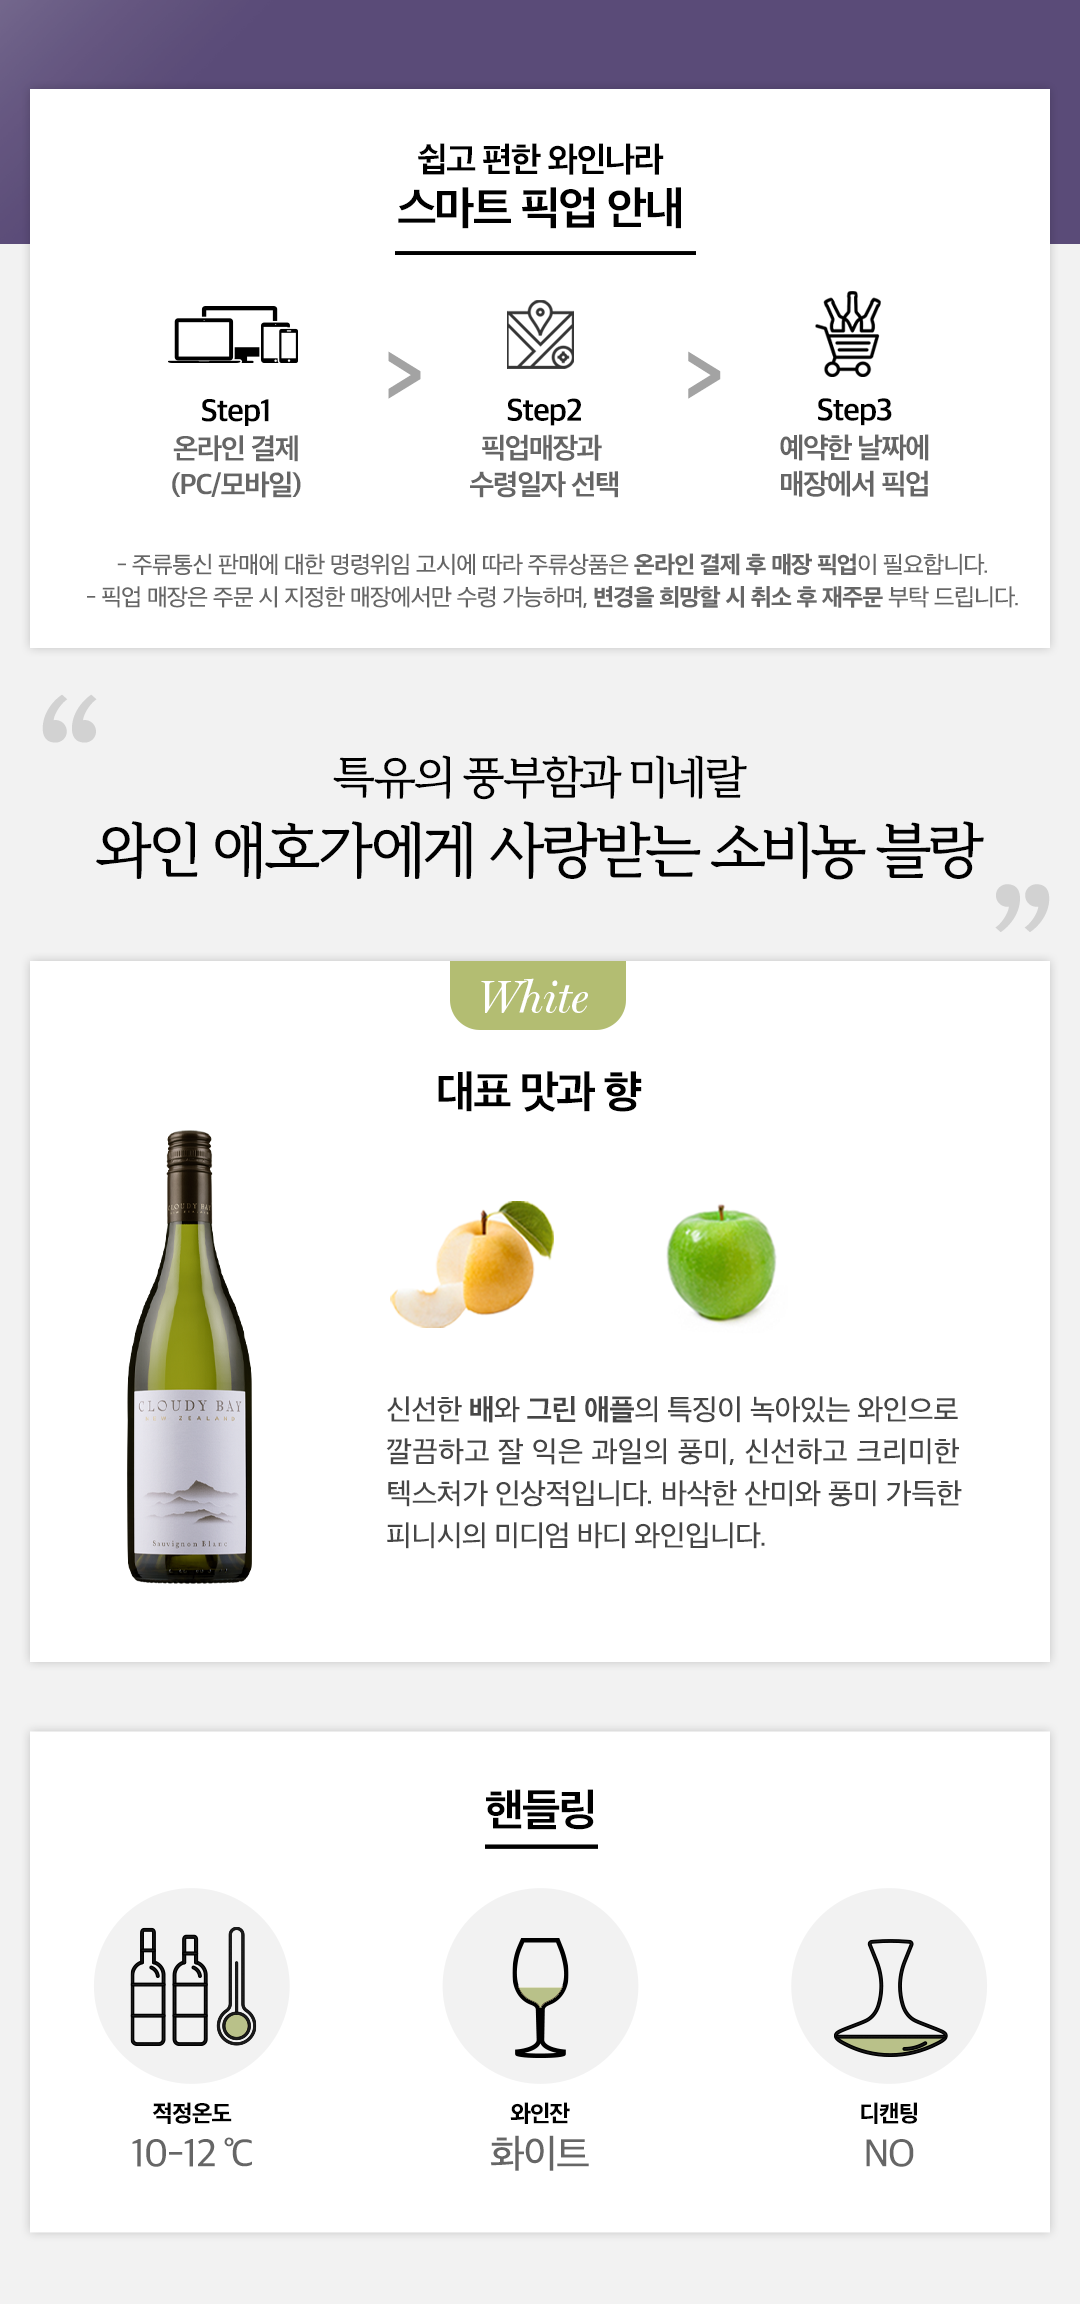 쉽고 편한 와인나라
스마트 픽업 안내
Step1
온라인 결제
(PC/모바일)
>
Step2
픽업매장과
수령일자 선택
>
Step3
예약한 날짜에
매장에서 픽업
- 주류통신 판매에 대한 명령위임 고시에 따라 주류상품은 온라인 결제 후 매장 픽업이 필요합니다.
- 픽업 매장은 주문 시 지정한 매장에서만 수령 가능하며, 변경을 희망할 시 취소 후 재주문 부탁 드립니다.
“
특유의 풍부함과 미네랄
와인 애호가에게 사랑받는 소비뇽 블랑
”
White
대표 맛과 향
CLOUDY BAY
CLOUDY BAY
NEW ZEALAND
Sauvignon Blanc
신선한 배와 그린 애플의 특징이 녹아있는 와인으로
깔끔하고 잘 익은 과일의 풍미, 신선하고 크리미한
텍스처가 인상적입니다. 바삭한 산미와 풍미 가득한
피니시의 미디엄 바디 와인입니다.
핸들링
적정온도
10-12 ℃
와인잔
화이트
디캔팅
NO